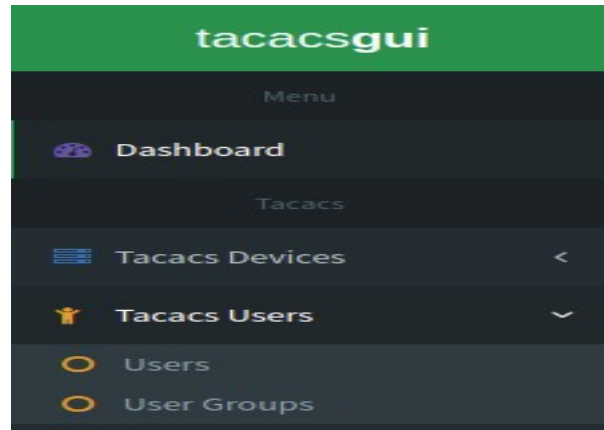 tacacsgui
Menu
Dashboard
Tacacs
Tacacs Devices
Tacacs Users
Users
User Groups